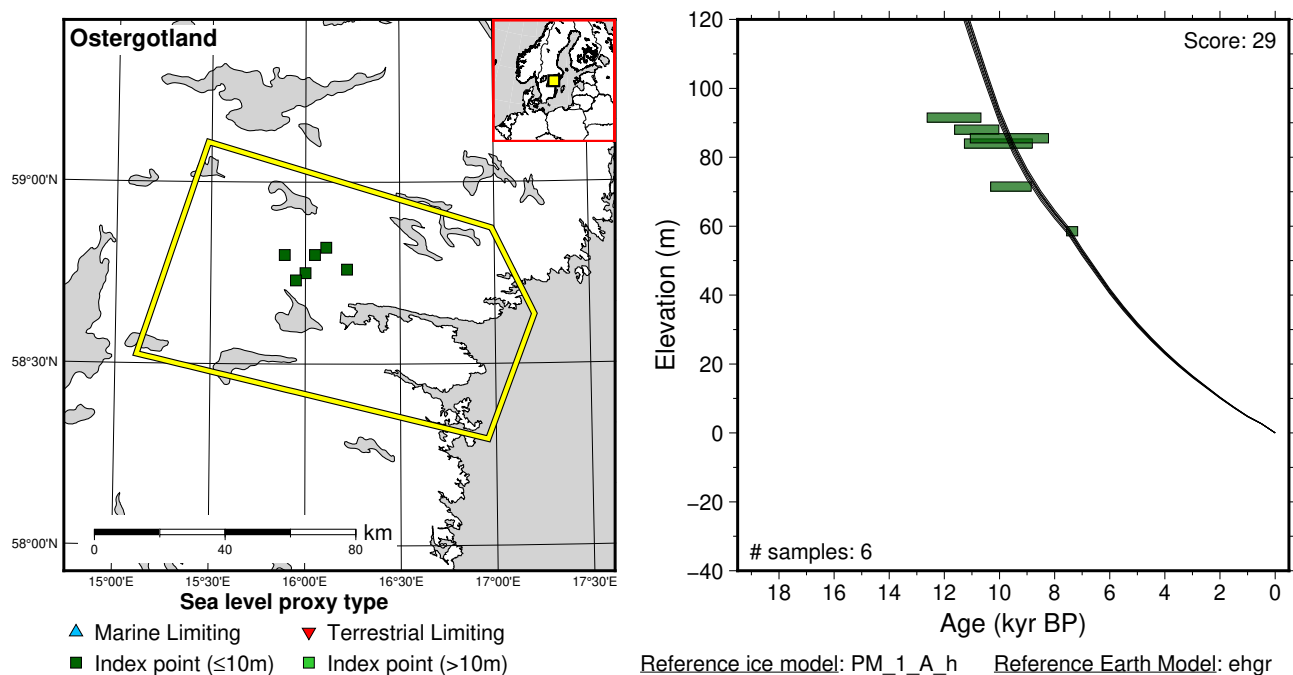 Ostergotland
59°00'N
58°30'N
58°00'N
km
0 40 80
15°00'E 15°30'E 16°00'E 16°30'E 17°00'E 17°30'E
Sea level proxy type
Marine Limiting
Terrestrial Limiting
Index point (≤10m)
Index point (>10m)
Score: 29
120
100
80
60
40
20
0
−20
−40
Elevation (m)
# samples: 6
18 16 14 12 10 8 6 4 2 0
Age (kyr BP)
Reference ice model: PM_1_A_h
Reference Earth Model: ehgr